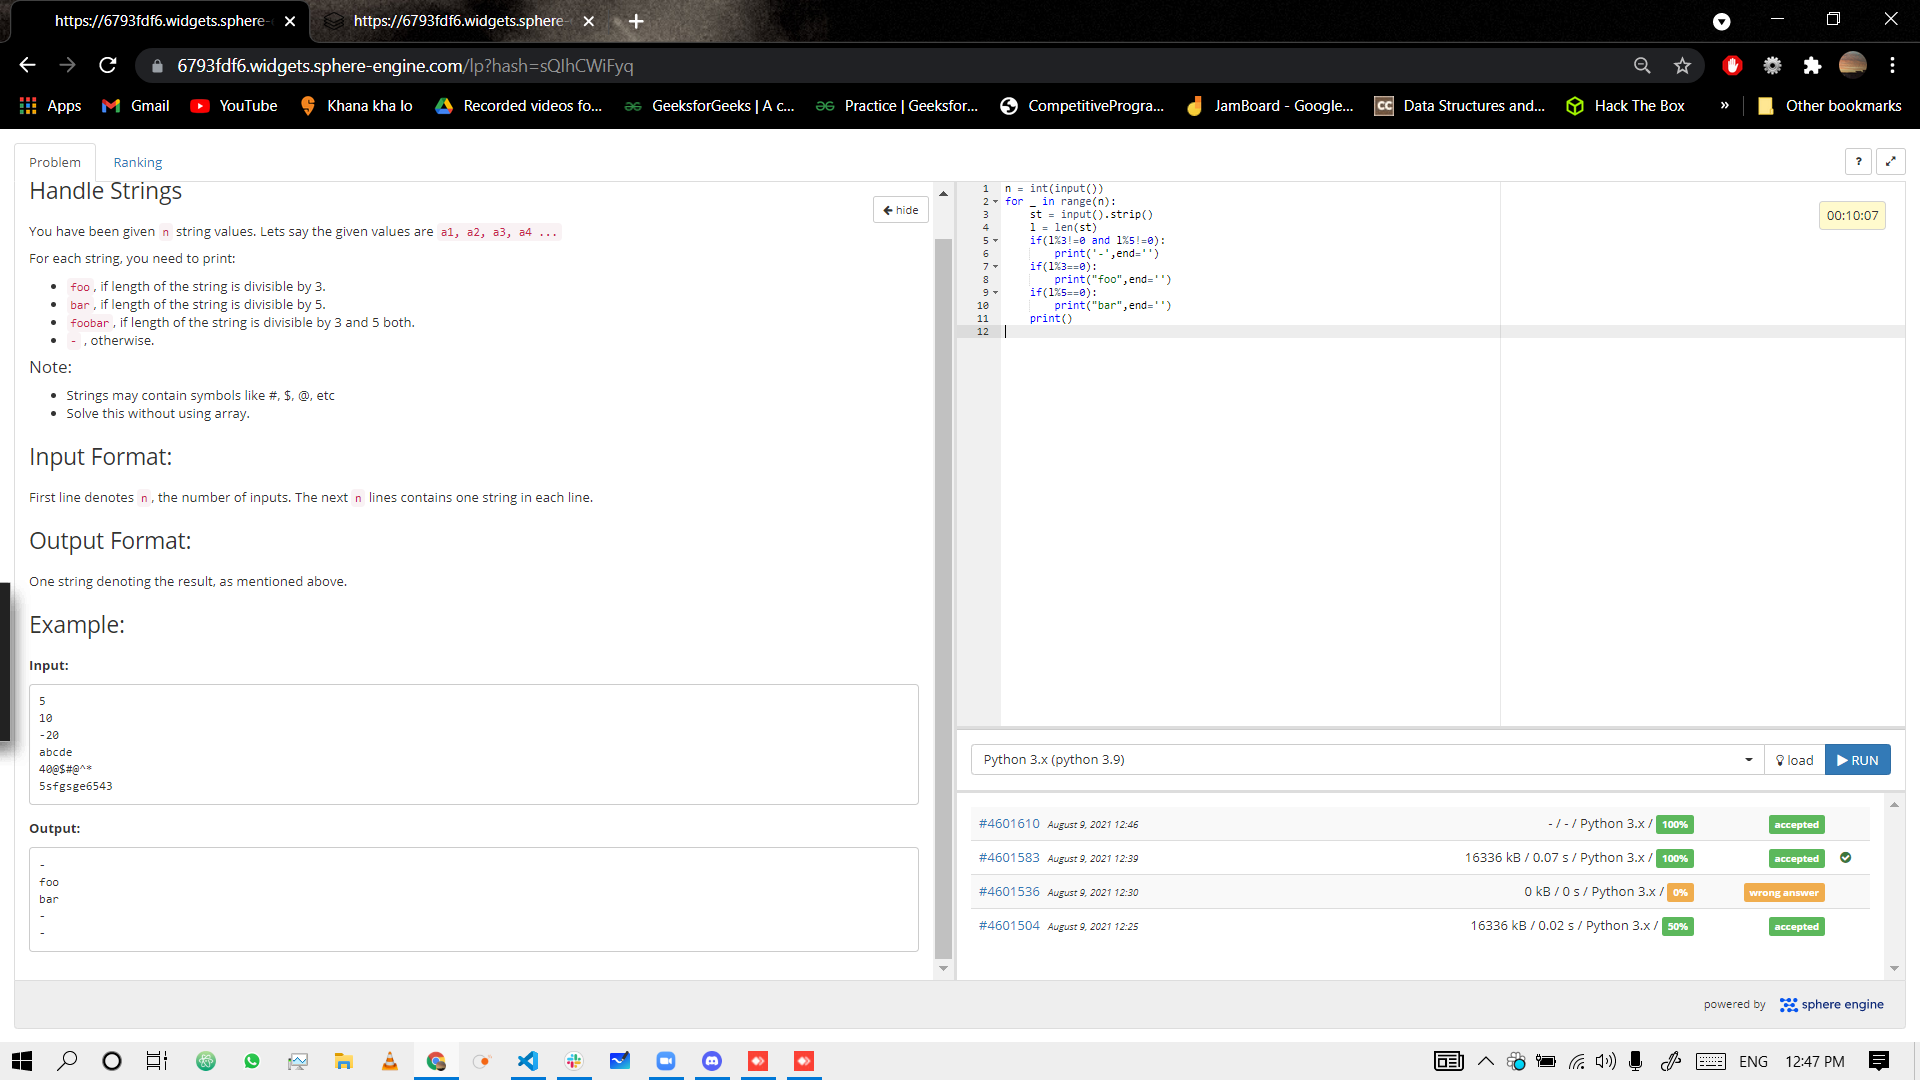 https://6793fdf6.widgets.sphere-
https://6793fdf6.widgets.sphere-
6793fdf6.widgets.sphere-engine.com/lp?hash=sQIhCWiFyq
Apps
Gmail
YouTube
Khana kha lo
Recorded videos fo...
GeeksforGeeks | A c...
Practice | Geeksfor...
CompetitiveProgra...
JamBoard - Google...
CC
Data Structures and...
Hack The Box
»
Other bookmarks
Problem
Ranking
?
Handle Strings
hide
You have been given n string values. Lets say the given values are a1, a2, a3, a4 ...
For each string, you need to print:
foo, if length of the string is divisible by 3.
bar, if length of the string is divisible by 5.
foobar, if length of the string is divisible by 3 and 5 both.
- , otherwise.
Note:
Strings may contain symbols like #, $, @, etc
Solve this without using array.
Input Format:
First line denotes n, the number of inputs. The next n lines contains one string in each line.
Output Format:
One string denoting the result, as mentioned above.
Example:
Input:
5
10
-20
abcde
40@$#@^*
5sfgsge6543
Output:
-
foo
bar
-
-
1 n = int(input())
2 for _ in range(n):
3 st = input().strip()
4 l = len(st)
5 if(l%3!=0 and l%5!=0):
6 print('-',end='')
7 if(l%3==0):
8 print("foo",end='')
9 if(l%5==0):
10 print("bar",end='')
11 print()
12
00:10:07
Python 3.x (python 3.9)
load
RUN
#4601610 August 9, 2021 12:46 - / - / Python 3.x / 100% accepted
#4601583 August 9, 2021 12:39 16336 kB / 0.07 s / Python 3.x / 100% accepted
#4601536 August 9, 2021 12:30 0 kB / 0 s / Python 3.x / 0% wrong answer
#4601504 August 9, 2021 12:25 16336 kB / 0.02 s / Python 3.x / 50% accepted
powered by sphere engine
ENG
12:47 PM